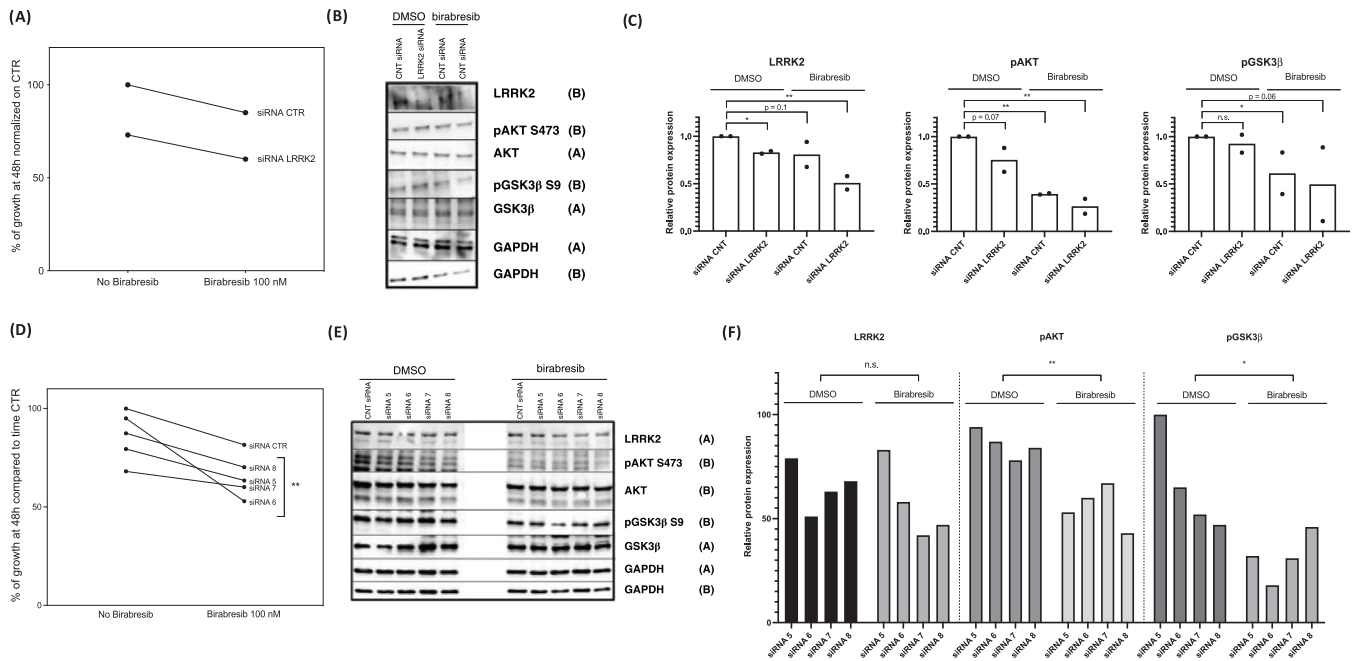 (A)
% of growth at 48h normalized on CTR
100
50
0
siRNA CTR
siRNA LRRK2
No Birabresib
Birabresib 100 nM
(B)
DMSO
birabresib
CNT siRNA
LRRK2 siRNA
CNT siRNA
CNT siRNA
LRRK2 (B)
pAKT S473 (B)
AKT (A)
pGSK3β S9 (B)
GSK3β (A)
GAPDH (A)
GAPDH (B)
(C)
LRRK2
DMSO
Birabresib
**
p = 0.1
*
Relative protein expression
1.0
0.5
0.0
siRNA CNT
siRNA LRRK2
siRNA CNT
siRNA LRRK2
pAKT
DMSO
Birabresib
**
**
p = 0.07
Relative protein expression
1.0
0.5
0.0
siRNA CNT
siRNA LRRK2
siRNA CNT
siRNA LRRK2
pGSK3β
DMSO
Birabresib
p = 0.06
*
n.s.
Relative protein expression
1.0
0.5
0.0
siRNA CNT
siRNA LRRK2
siRNA CNT
siRNA LRRK2
(D)
% of growth at 48h compared to time CTR
100
50
0
siRNA CTR
siRNA 8
siRNA 5
siRNA 7
siRNA 6
**
No Birabresib
Birabresib 100 nM
(E)
DMSO
birabresib
CNT siRNA
siRNA 5
siRNA 6
siRNA 7
siRNA 8
CNT siRNA
siRNA 5
siRNA 6
siRNA 7
siRNA 8
LRRK2 (A)
pAKT S473 (B)
AKT (B)
pGSK3β S9 (B)
GSK3β (A)
GAPDH (A)
GAPDH (B)
(F)
LRRK2
pAKT
pGSK3β
n.s.
**
*
DMSO
Birabresib
DMSO
Birabresib
DMSO
Birabresib
Relative protein expression
100
50
0
siRNA 5
siRNA 6
siRNA 7
siRNA 8
siRNA 5
siRNA 6
siRNA 7
siRNA 8
siRNA 5
siRNA 6
siRNA 7
siRNA 8
siRNA 5
siRNA 6
siRNA 7
siRNA 8
siRNA 5
siRNA 6
siRNA 7
siRNA 8
siRNA 5
siRNA 6
siRNA 7
siRNA 8